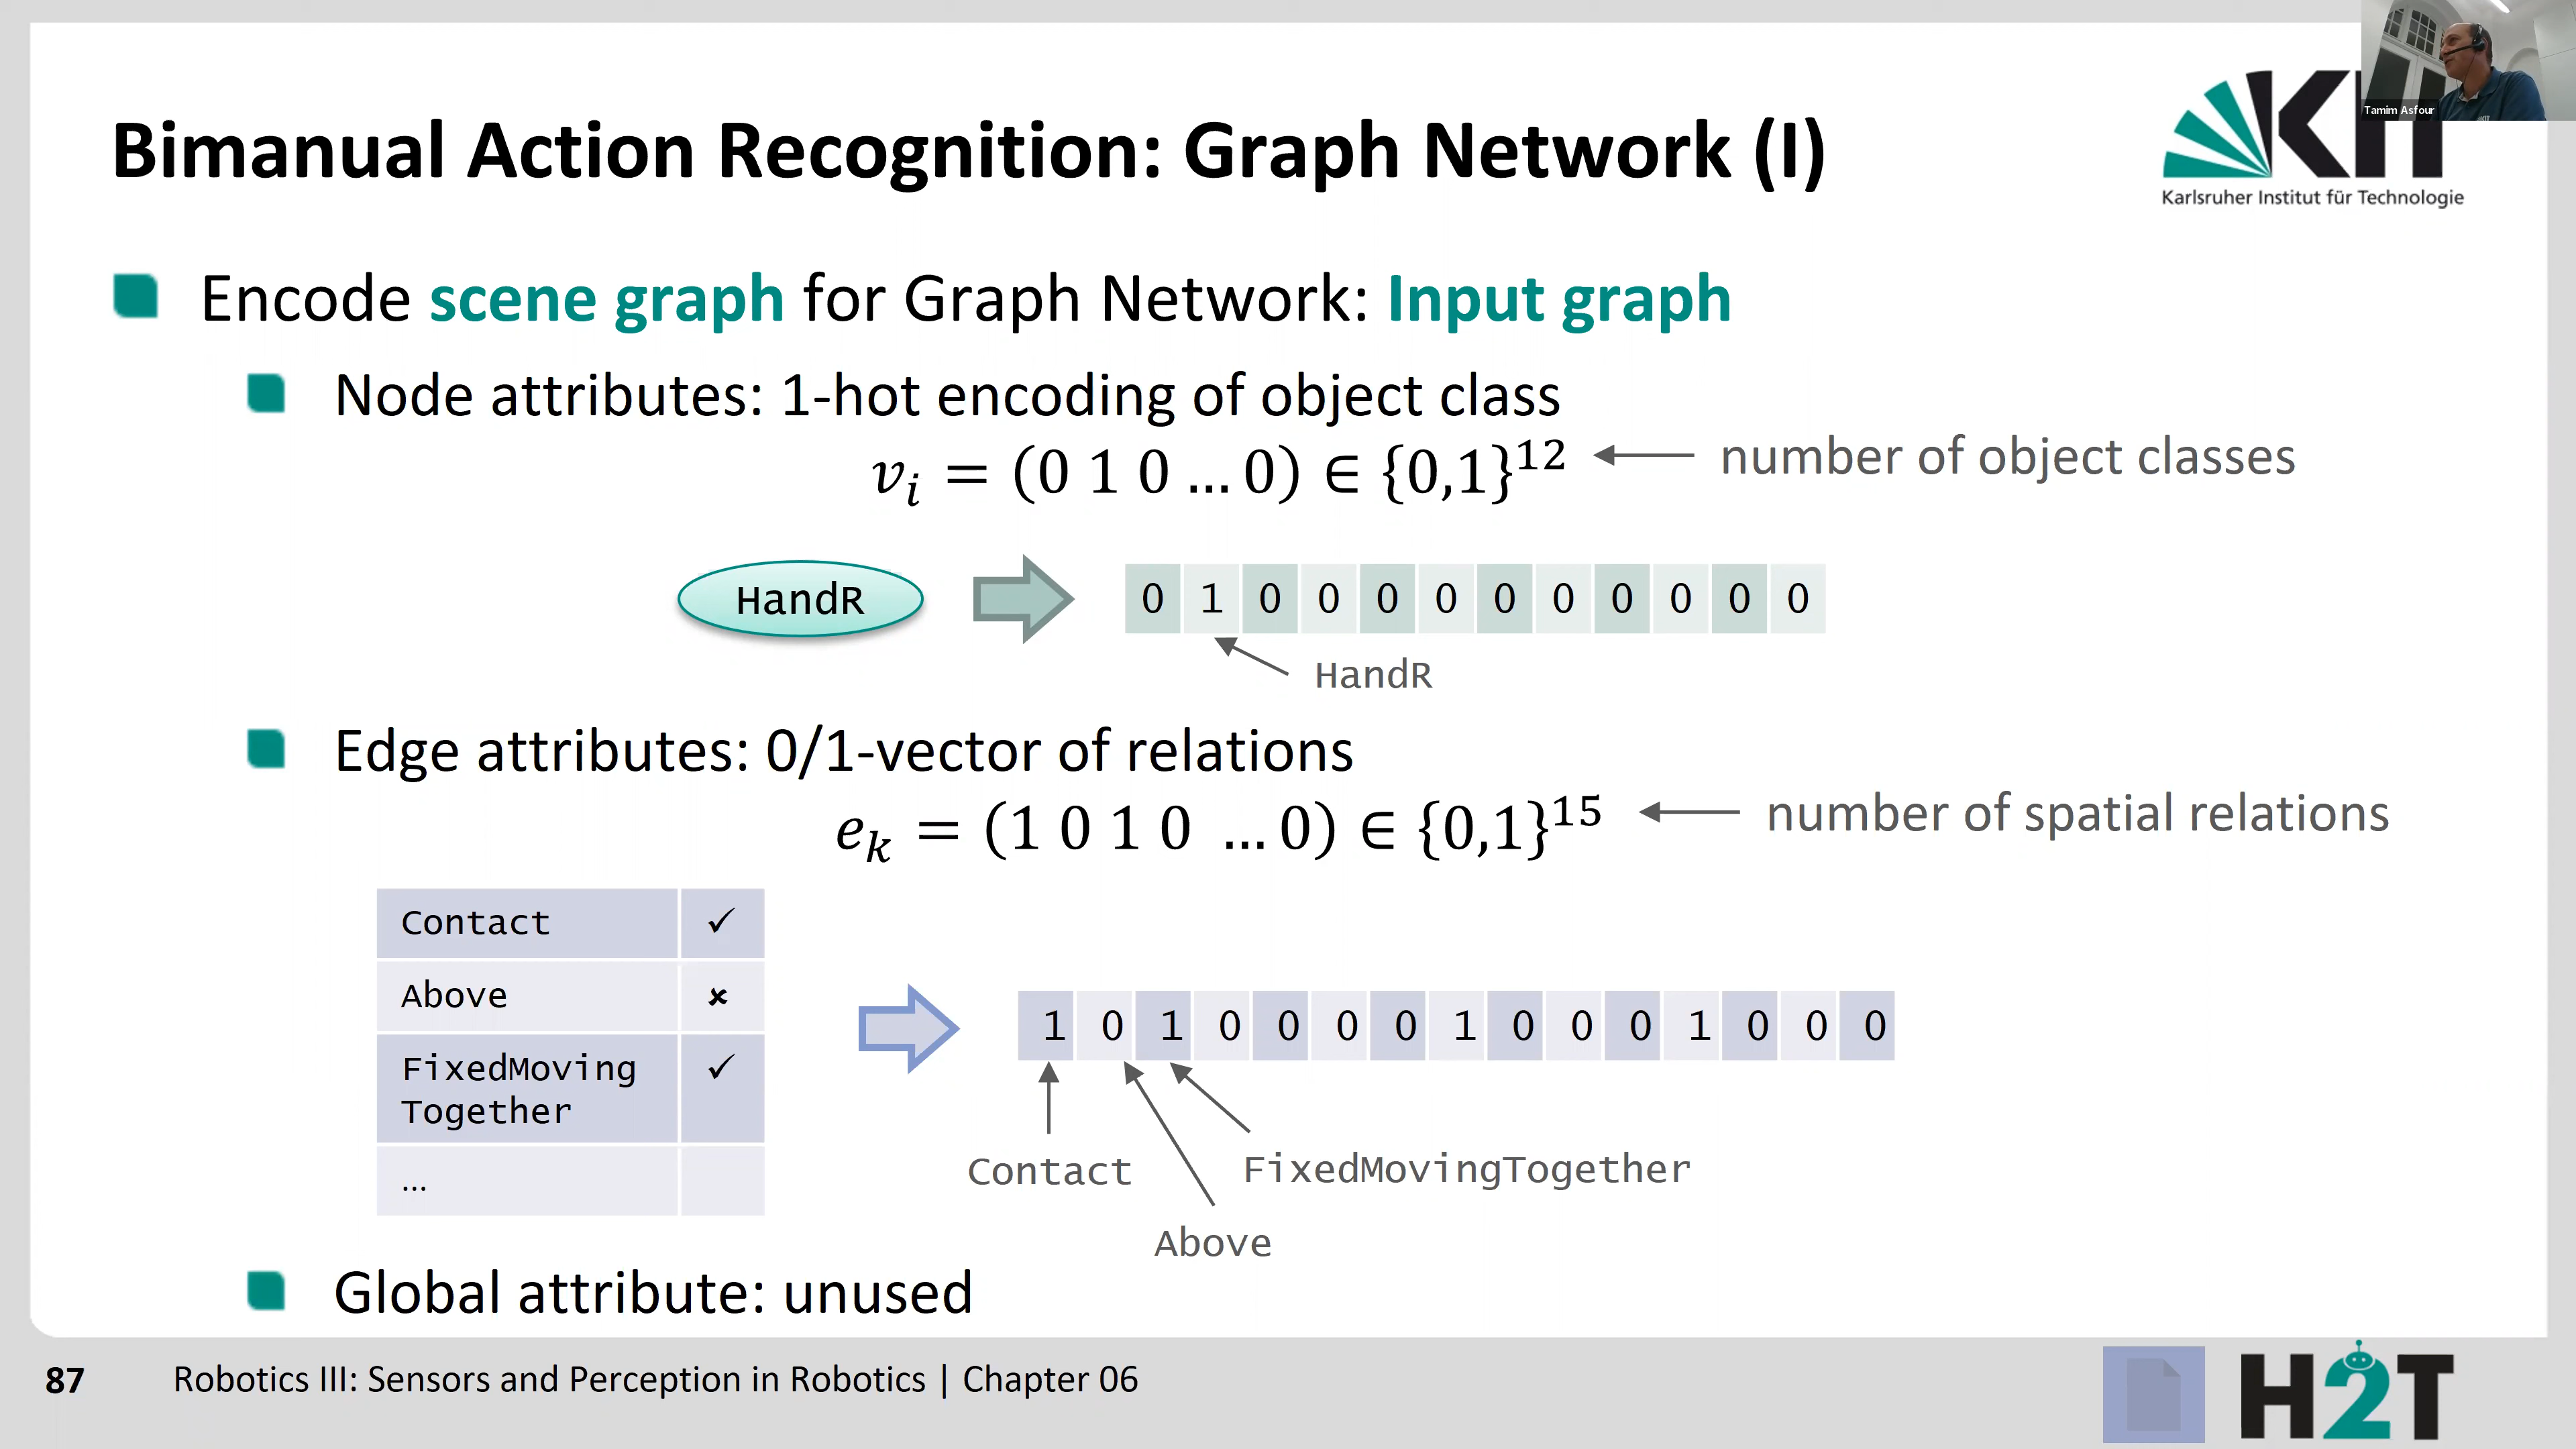 Tamim Asfour
Bimanual Action Recognition: Graph Network (I)
Karlsruher Institut für Technologie
Encode scene graph for Graph Network: Input graph
Node attributes: 1-hot encoding of object class
v_i = (0 1 0 … 0) ∈ {0,1}^12
number of object classes
HandR
0 1 0 0 0 0 0 0 0 0 0 0
HandR
Edge attributes: 0/1-vector of relations
e_k = (1 0 1 0 … 0) ∈ {0,1}^15
number of spatial relations
Contact ✓
Above ×
FixedMoving ✓
Together
...
1 0 1 0 0 0 0 1 0 0 0 1 0 0 0
Contact
FixedMovingTogether
Above
Global attribute: unused
87 Robotics III: Sensors and Perception in Robotics | Chapter 06
H2T